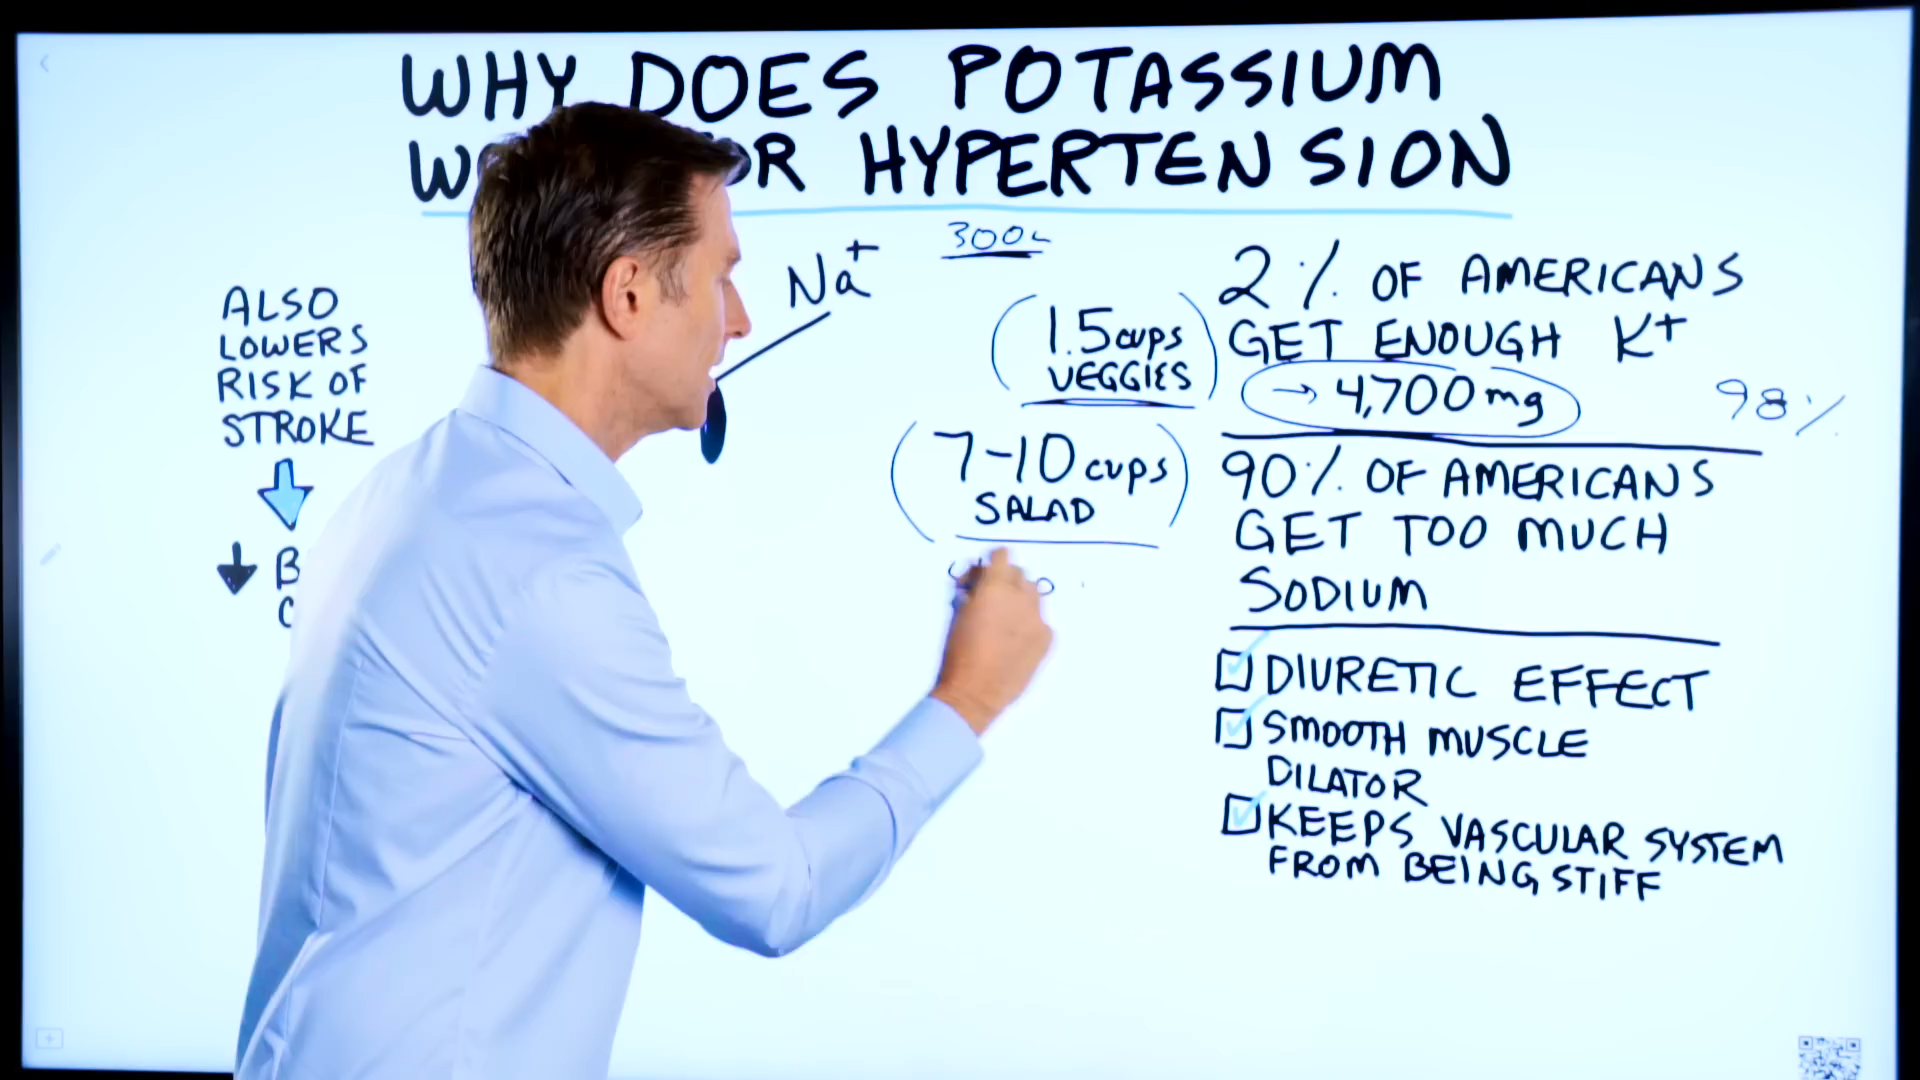 WHY DOES POTASSIUM
HYPERTENSION
ALSO
LOWERS
RISK OF
STROKE
Na+
300
1.5 cups
VEGGIES
7-10 cups
SALAD
2% OF AMERICANS
GET ENOUGH K+
→ 4,700 mg
98%
90% OF AMERICANS
GET TOO MUCH
SODIUM
DIURETIC EFFECT
SMOOTH MUSCLE
DILATOR
KEEPS VASCULAR SYSTEM
FROM BEING STIFF